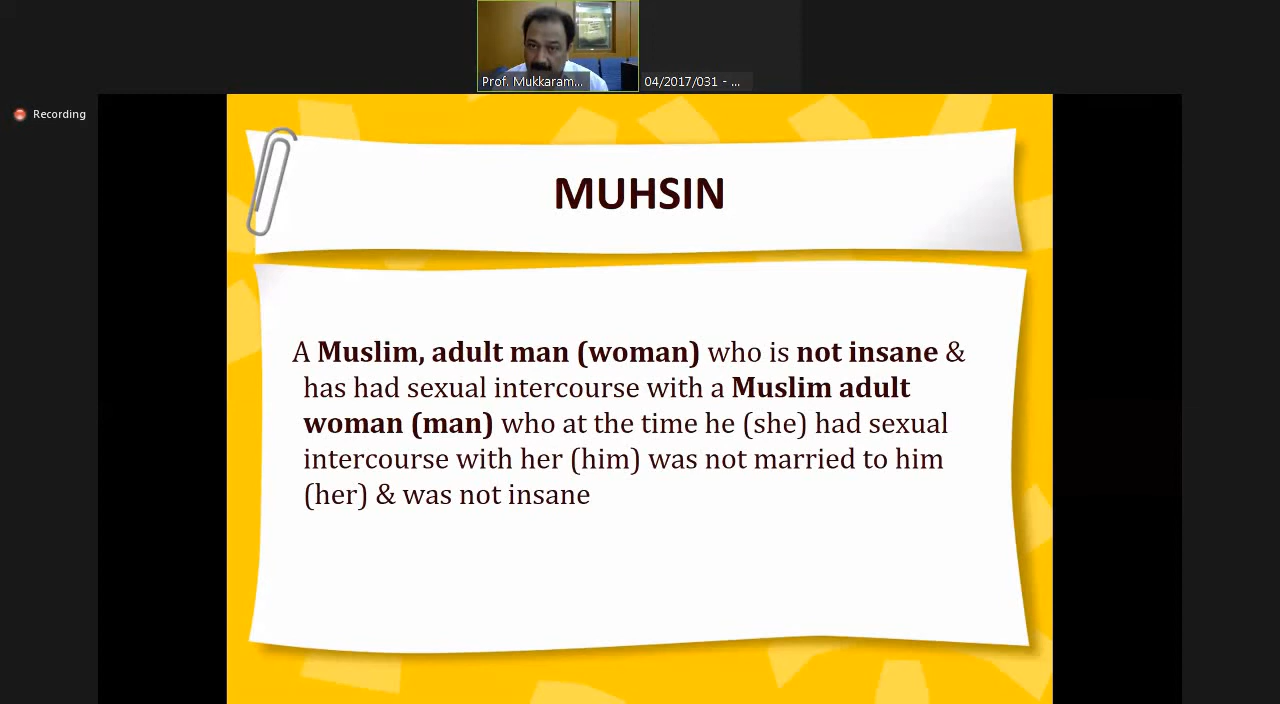 Prof. Mukkaram...
04/2017/031 - ...
Recording
MUHSIN
A Muslim, adult man (woman) who is not insane &
has had sexual intercourse with a Muslim adult
woman (man) who at the time he (she) had sexual
intercourse with her (him) was not married to him
(her) & was not insane